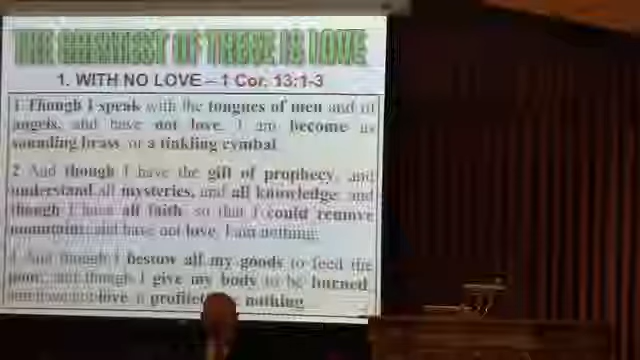 THE GREATEST OF THESE IS LOVE
1. WITH NO LOVE – 1 Cor. 13:1-3
1 Though I speak with the tongues of men and of
angels, and have not love, I am become as
sounding brass, or a tinkling cymbal.
2 And though I have the gift of prophecy, and
understand all mysteries, and all knowledge; and
though I have all faith, so that I could remove
mountains, and have not love, I am nothing.
And though I bestow all my goods to feed the
poor, and though I give my body to be burned,
love, it profiteth nothing